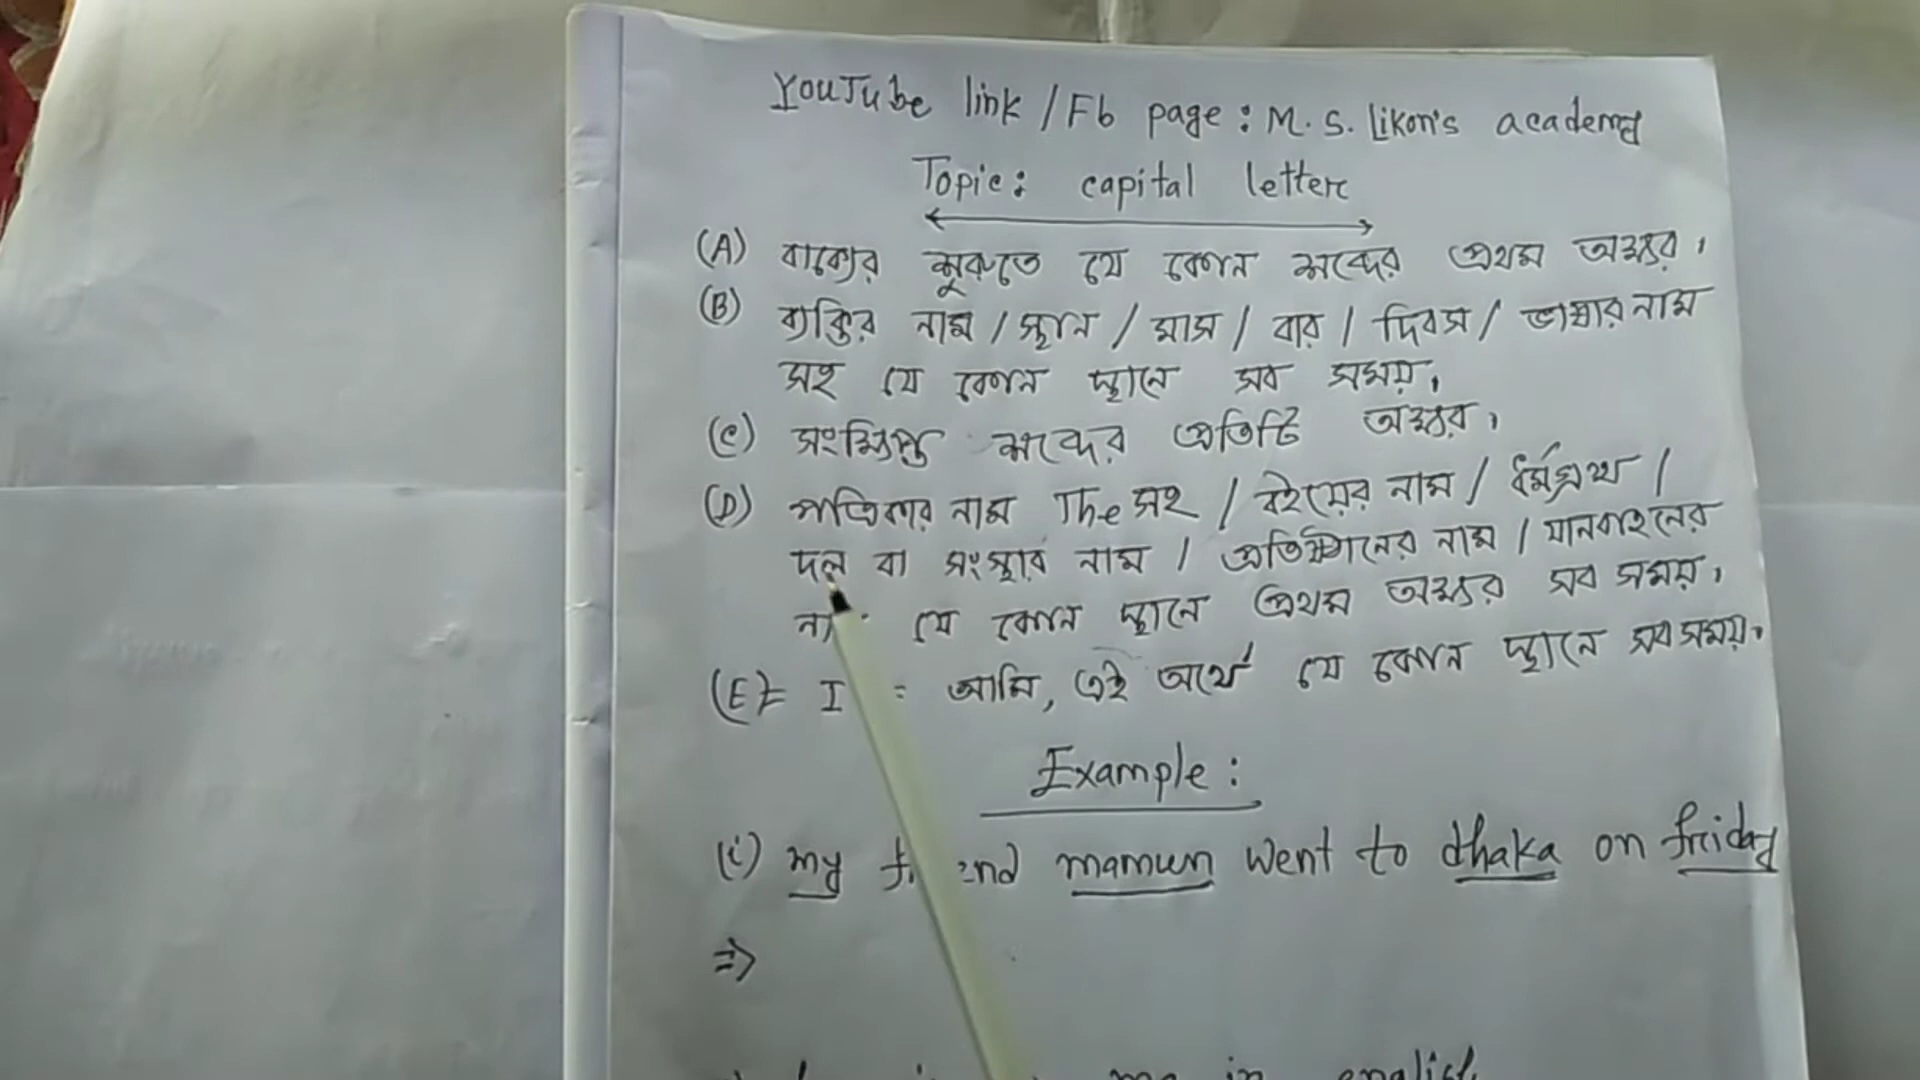 YouTube link / Fb page : M. S. Likon's academy
Topic : capital letter
(A) বাক্যের শুরুতে যে কোন শব্দের প্রথম অক্ষর।
(B) ব্যক্তির নাম / স্থান / মাস / বার / দিবস / ভাষার নাম
সহ যে কোন স্থানে সব সময়।
(C) সংক্ষিপ্ত শব্দের প্রতিটি অক্ষর।
(D) পত্রিকার নাম The সহ / বইয়ের নাম / ধর্মগ্রন্থ /
দল বা সংস্থার নাম / প্রতিষ্ঠানের নাম / যানবাহনের
যে কোন স্থানে প্রথম অক্ষর সব সময়।
(E) = I = আমি, এই অর্থে যে কোন স্থানে সব সময়।
Example :
(i) my mamun went to dhaka on friday
⇒
in english